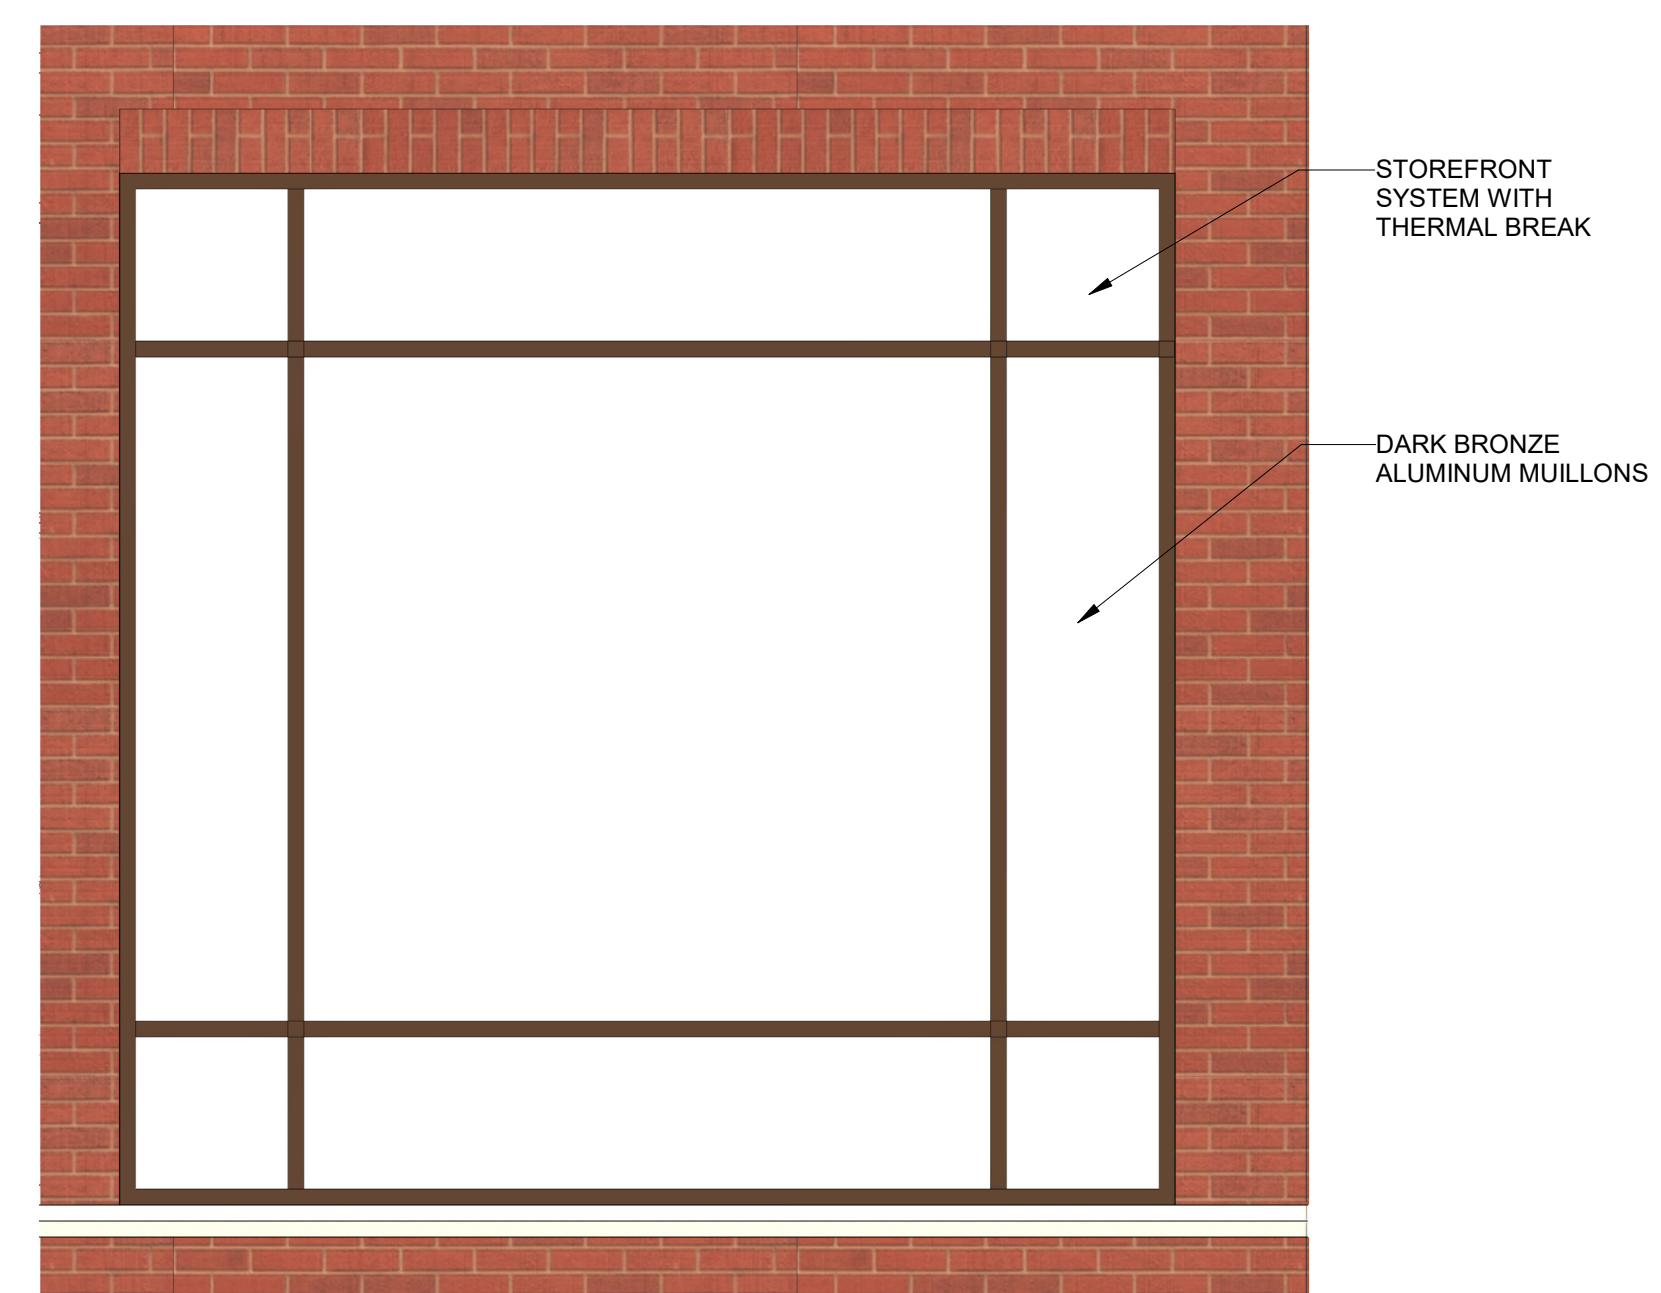 STOREFRONT
SYSTEM WITH
THERMAL BREAK
DARK BRONZE
ALUMINUM MUILLONS